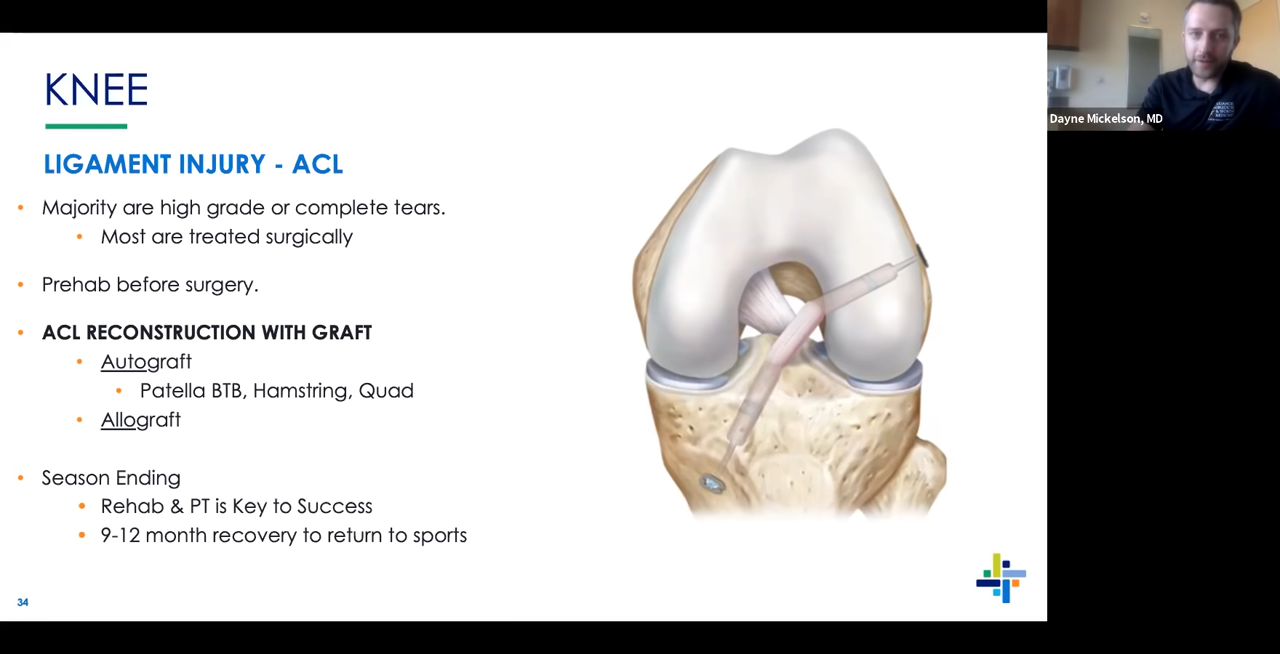 KNEE
LIGAMENT INJURY - ACL
• Majority are high grade or complete tears.
• Most are treated surgically
• Prehab before surgery.
• ACL RECONSTRUCTION WITH GRAFT
• Autograft
• Patella BTB, Hamstring, Quad
• Allograft
• Season Ending
• Rehab & PT is Key to Success
• 9-12 month recovery to return to sports
34
Dayne Mickelson, MD